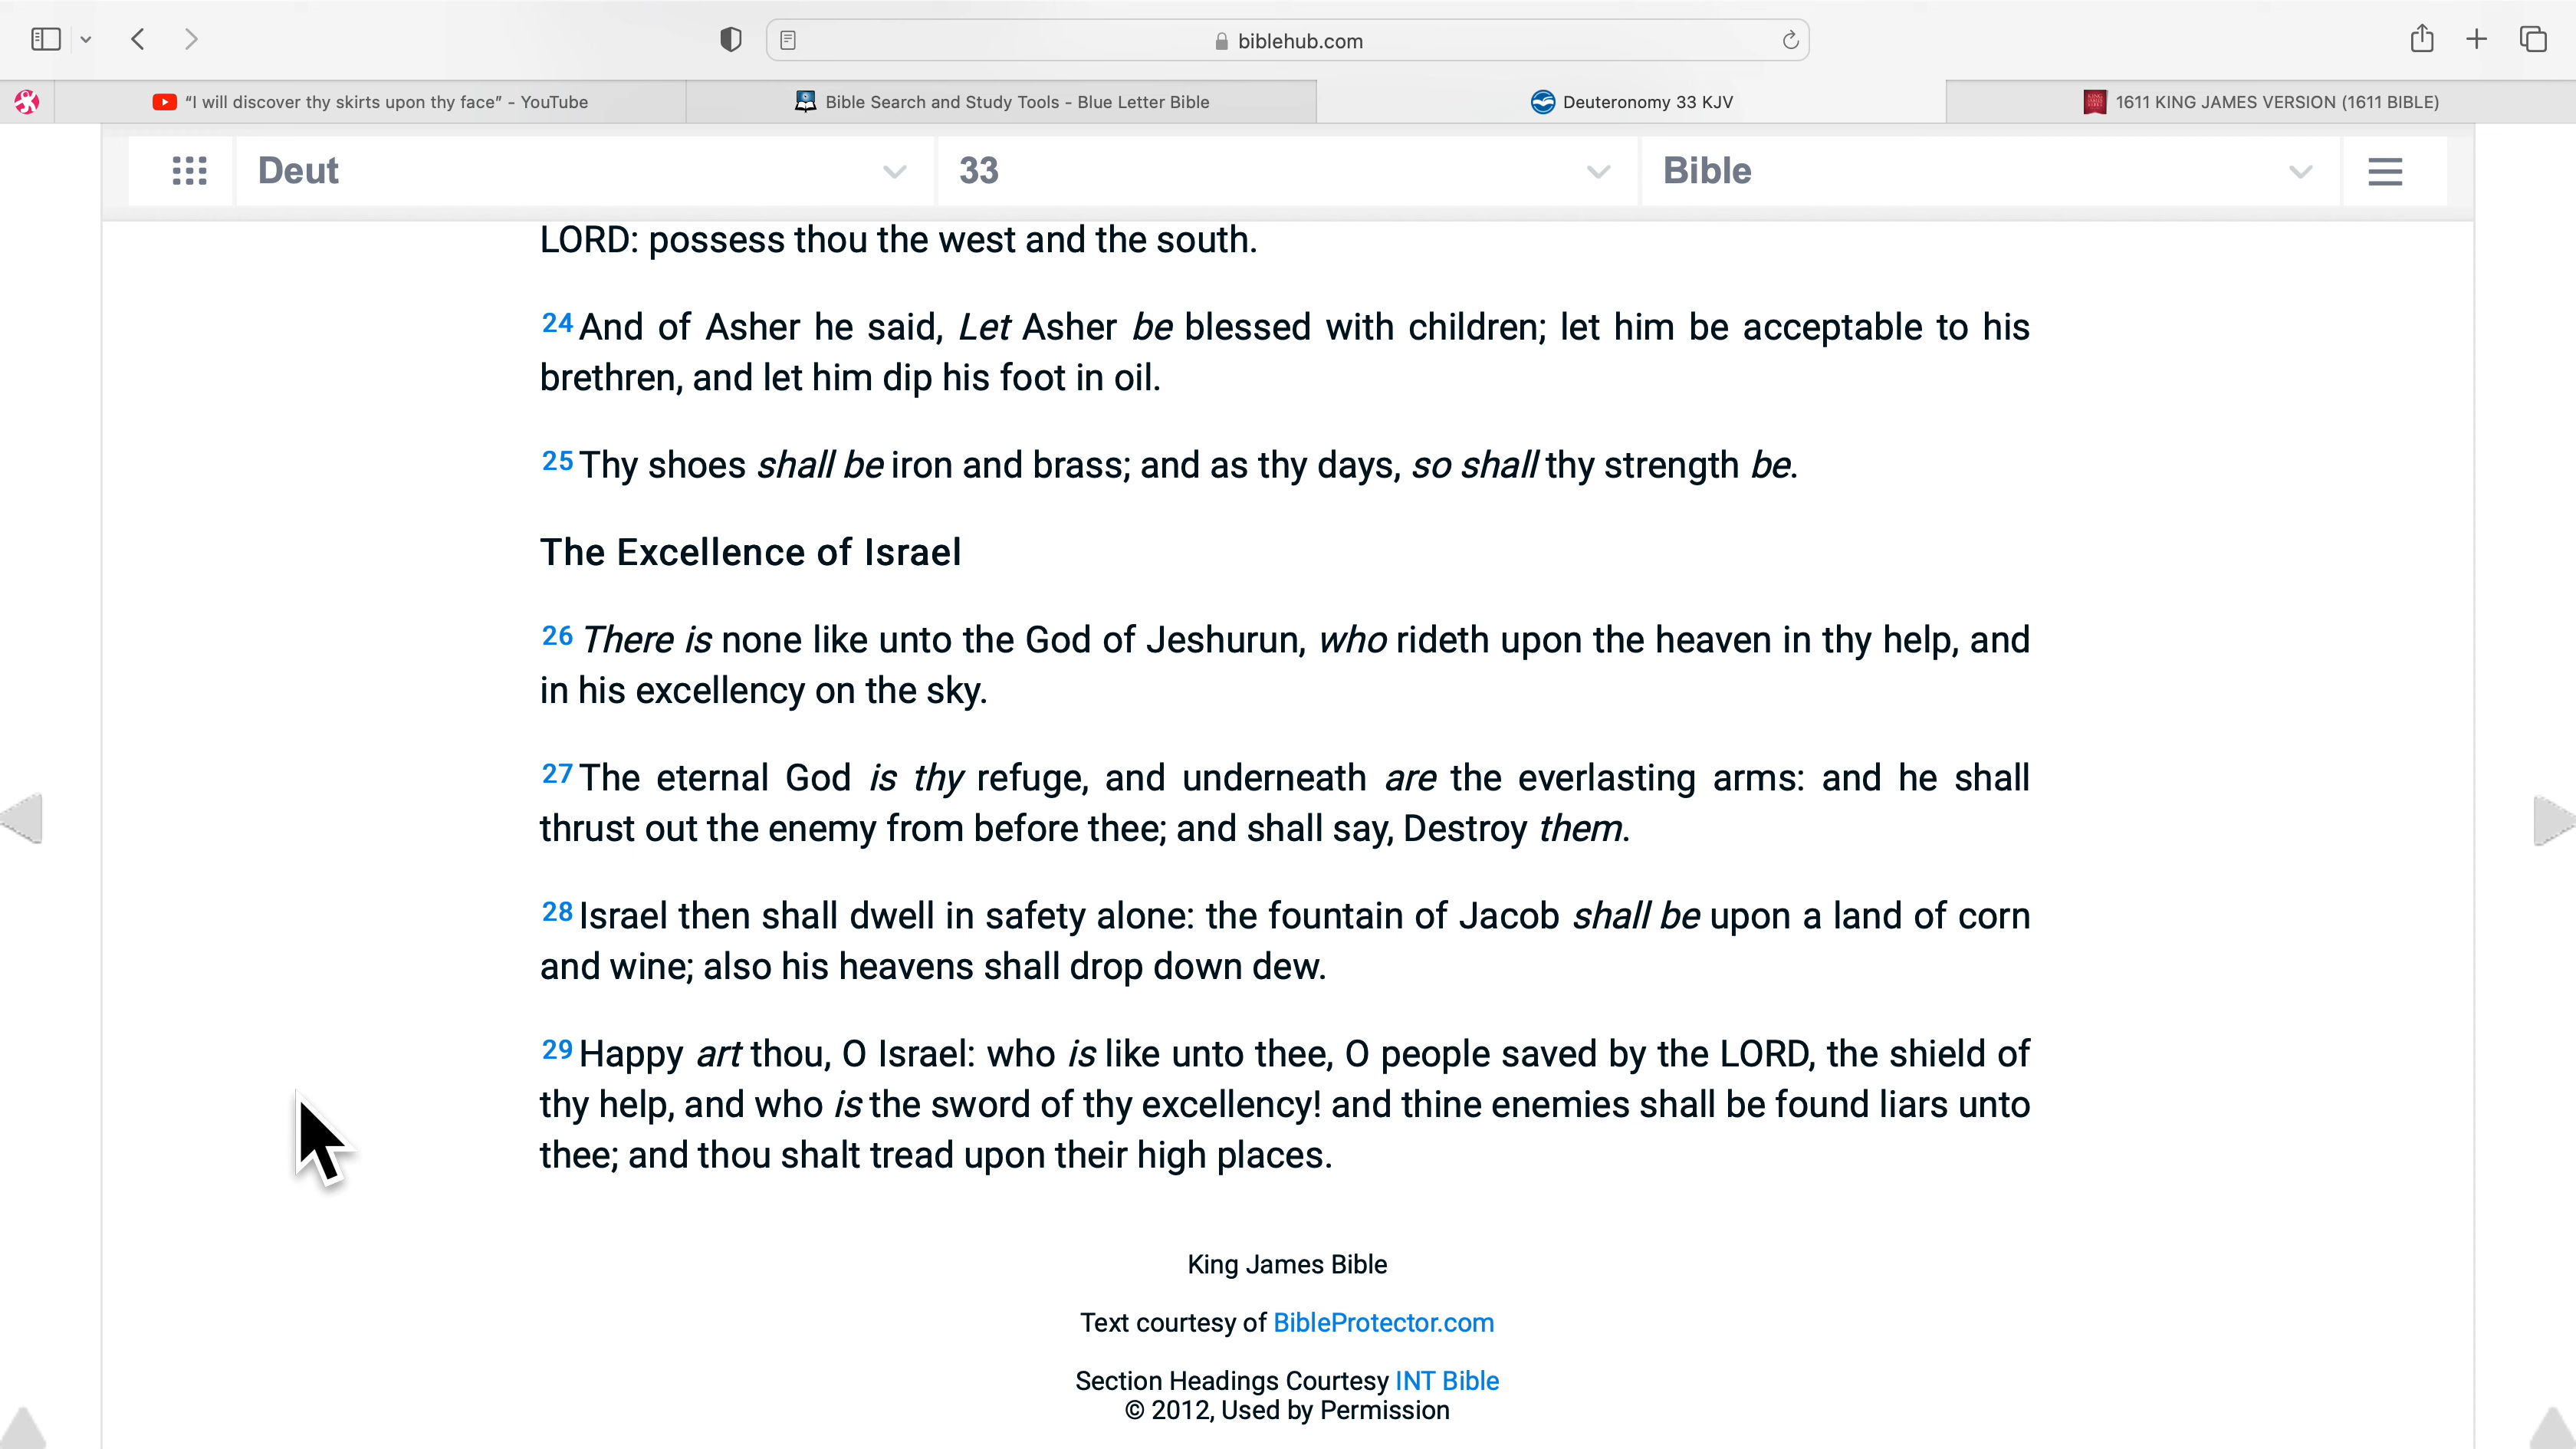 biblehub.com
"I will discover thy skirts upon thy face" - YouTube
Bible Search and Study Tools - Blue Letter Bible
Deuteronomy 33 KJV
1611 KING JAMES VERSION (1611 BIBLE)
Deut
33
Bible
LORD: possess thou the west and the south.
24 And of Asher he said, Let Asher be blessed with children; let him be acceptable to his
brethren, and let him dip his foot in oil.
25 Thy shoes shall be iron and brass; and as thy days, so shall thy strength be.
The Excellence of Israel
26 There is none like unto the God of Jeshurun, who rideth upon the heaven in thy help, and
in his excellency on the sky.
27 The eternal God is thy refuge, and underneath are the everlasting arms: and he shall
thrust out the enemy from before thee; and shall say, Destroy them.
28 Israel then shall dwell in safety alone: the fountain of Jacob shall be upon a land of corn
and wine; also his heavens shall drop down dew.
29 Happy art thou, O Israel: who is like unto thee, O people saved by the LORD, the shield of
thy help, and who is the sword of thy excellency! and thine enemies shall be found liars unto
thee; and thou shalt tread upon their high places.
King James Bible
Text courtesy of BibleProtector.com
Section Headings Courtesy INT Bible
© 2012, Used by Permission